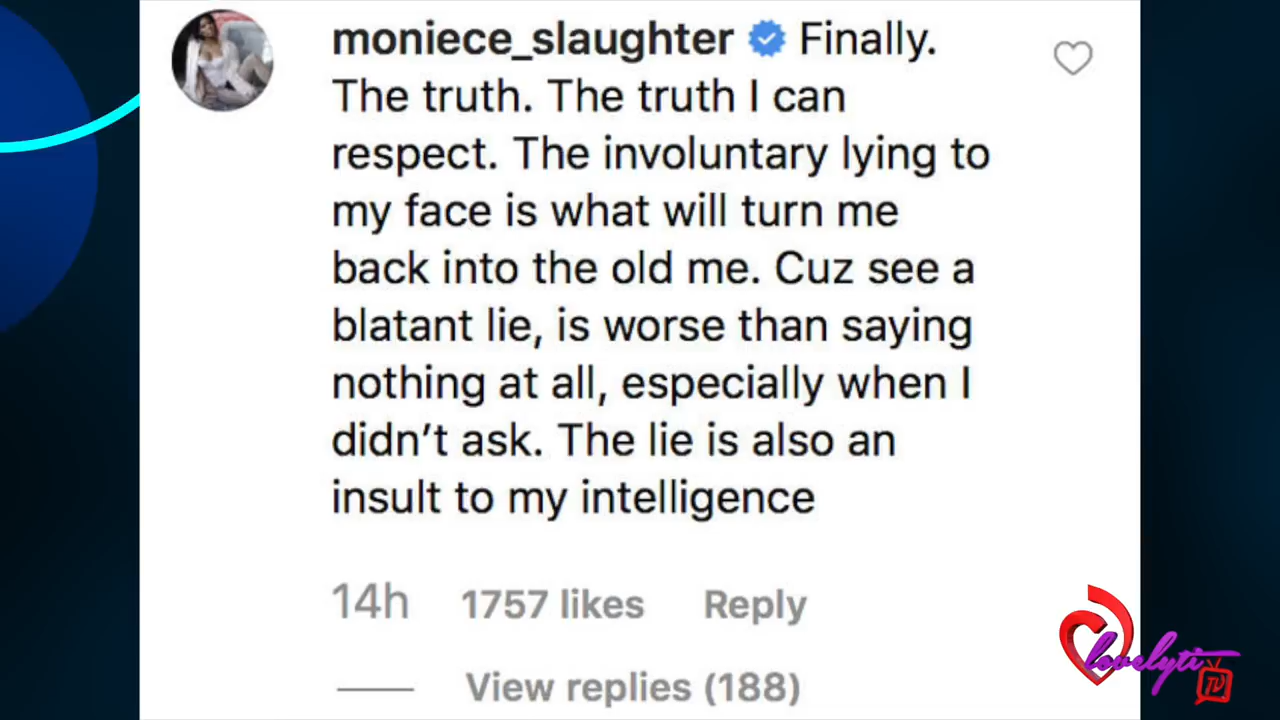 moniece_slaughter Finally.
The truth. The truth I can
respect. The involuntary lying to
my face is what will turn me
back into the old me. Cuz see a
blatant lie, is worse than saying
nothing at all, especially when I
didn’t ask. The lie is also an
insult to my intelligence
14h 1757 likes Reply
View replies (188)
lovelyti
TV